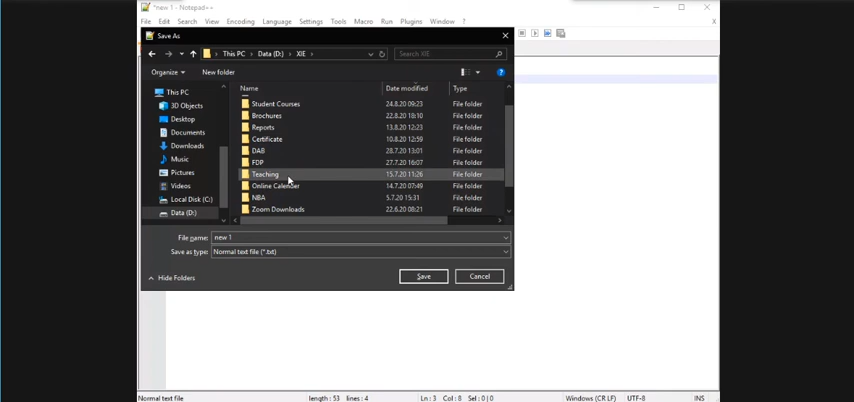 *new 1 - Notepad++
File Edit Search View Encoding Language Settings Tools Macro Run Plugins Window ? X
Save As
This PC > Data (D:) > XIE >
Search XIE
Organize New folder
This PC
3D Objects
Desktop
Documents
Downloads
Music
Pictures
Videos
Local Disk (C:)
Data (D:)
Name Date modified Type
Student Courses 24.8.20 09:23 File folder
Brochures 22.8.20 18:10 File folder
Reports 13.8.20 12:23 File folder
Certificate 10.8.20 12:59 File folder
DAB 28.7.20 13:01 File folder
FDP 27.7.20 16:07 File folder
Teaching 15.7.20 11:26 File folder
Online Calender 14.7.20 07:49 File folder
NBA 5.7.20 15:31 File folder
Zoom Downloads 22.6.20 08:21 File folder
File name: new 1
Save as type: Normal text file (*.txt)
Hide Folders
Save Cancel
Normal text file length : 53 lines : 4 Ln : 3 Col : 8 Sel : 0 | 0 Windows (CR LF) UTF-8 INS